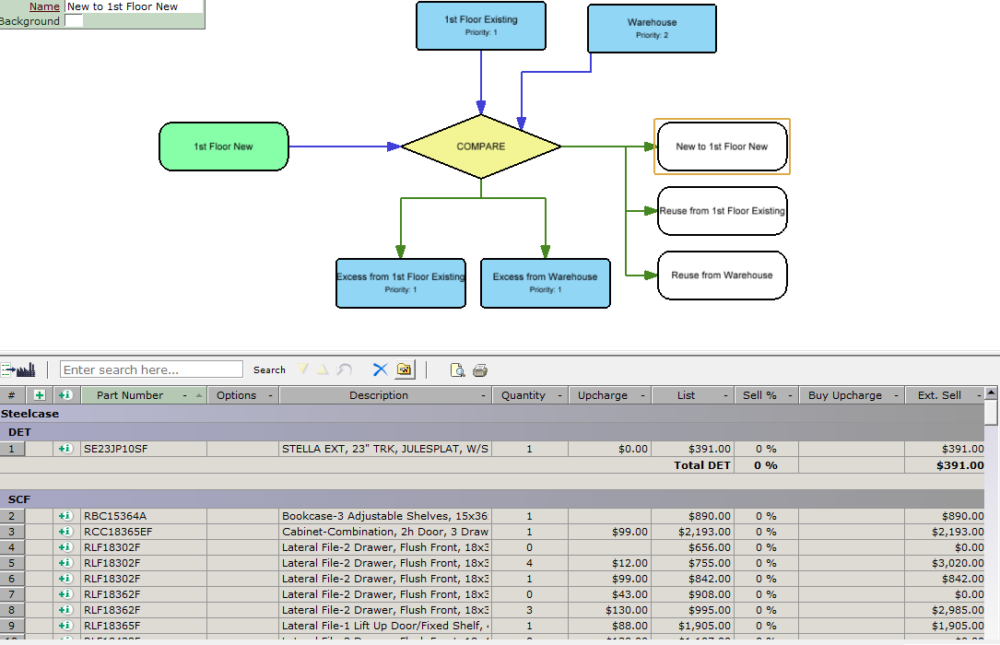 Name New to 1st Floor New
Background
1st Floor Existing
Priority: 1
Warehouse
Priority: 2
1st Floor New
COMPARE
New to 1st Floor New
Reuse from 1st Floor Existing
Reuse from Warehouse
Excess from 1st Floor Existing
Priority: 1
Excess from Warehouse
Priority: 1
Enter search here... Search
# Part Number - Options - Description - Quantity - Upcharge - List - Sell % - Buy Upcharge - Ext. Sell -
Steelcase
DET
1 +i SE23JP10SF STELLA EXT, 23" TRK, JULESPLAT, W/S 1 $0.00 $391.00 0 % $391.00
Total DET 0 % $391.00
SCF
2 +i RBC15364A Bookcase-3 Adjustable Shelves, 15x36 1 $890.00 0 % $890.00
3 +i RCC18365EF Cabinet-Combination, 2h Door, 3 Draw 1 $99.00 $2,193.00 0 % $2,193.00
4 +i RLF18302F Lateral File-2 Drawer, Flush Front, 18x3 0 $656.00 0 % $0.00
5 +i RLF18302F Lateral File-2 Drawer, Flush Front, 18x3 4 $12.00 $755.00 0 % $3,020.00
6 +i RLF18302F Lateral File-2 Drawer, Flush Front, 18x3 1 $99.00 $842.00 0 % $842.00
7 +i RLF18362F Lateral File-2 Drawer, Flush Front, 18x3 0 $43.00 $908.00 0 % $0.00
8 +i RLF18362F Lateral File-2 Drawer, Flush Front, 18x3 3 $130.00 $995.00 0 % $2,985.00
9 +i RLF18365F Lateral File-1 Lift Up Door/Fixed Shelf, 1 $88.00 $1,905.00 0 % $1,905.00